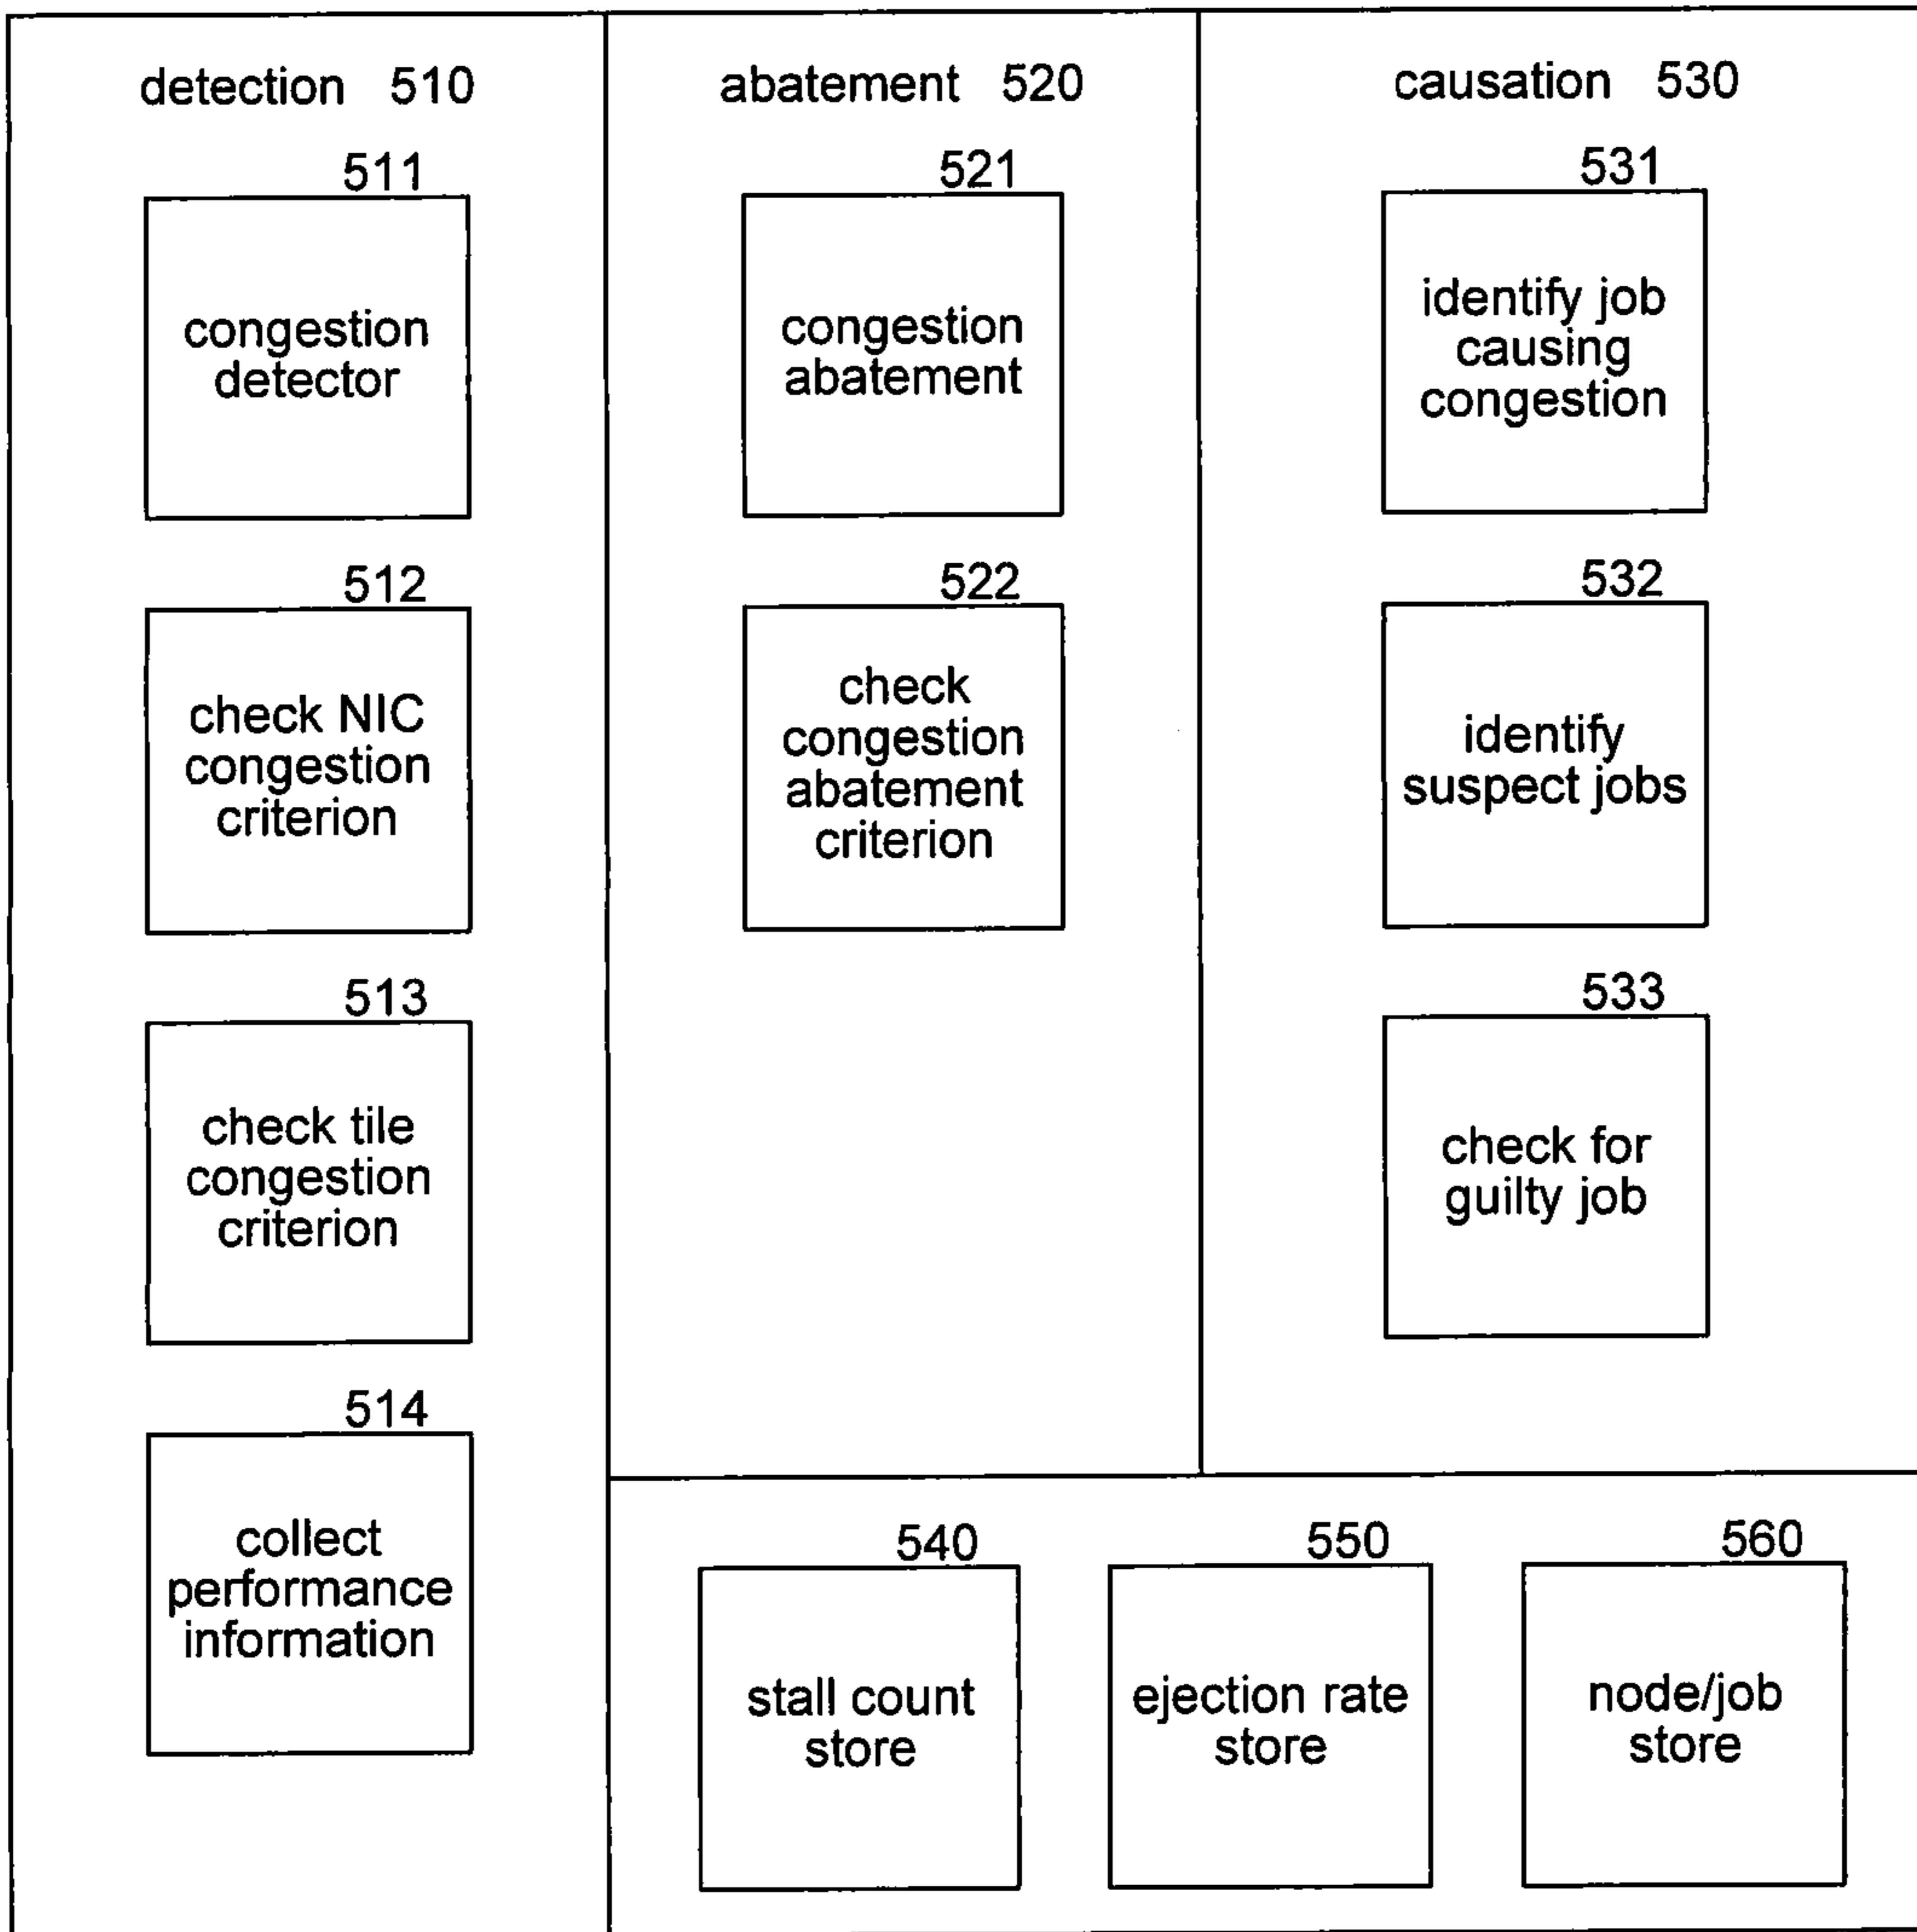 detection 510
511
congestion
detector
512
check NIC
congestion
criterion
513
check tile
congestion
criterion
514
collect
performance
information
abatement 520
521
congestion
abatement
522
check
congestion
abatement
criterion
causation 530
531
identify job
causing
congestion
532
identify
suspect jobs
533
check for
guilty job
540
stall count
store
550
ejection rate
store
560
node/job
store